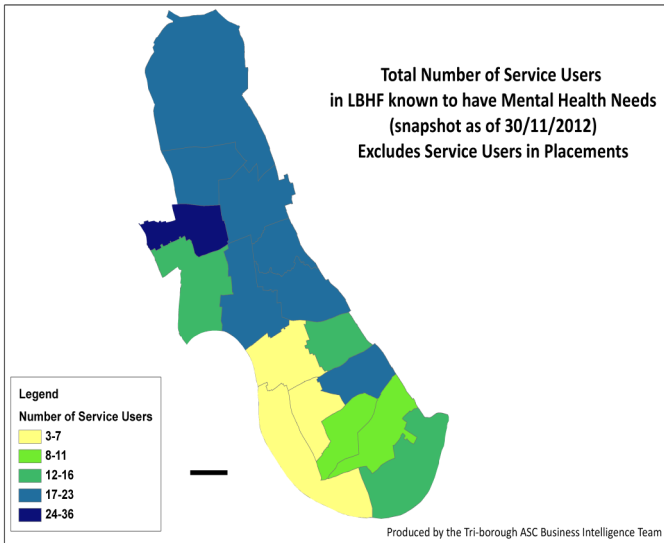 Total Number of Service Users
in LBHF known to have Mental Health Needs
(snapshot as of 30/11/2012)
Excludes Service Users in Placements
Legend
Number of Service Users
3-7
8-11
12-16
17-23
24-36
Produced by the Tri-borough ASC Business Intelligence Team